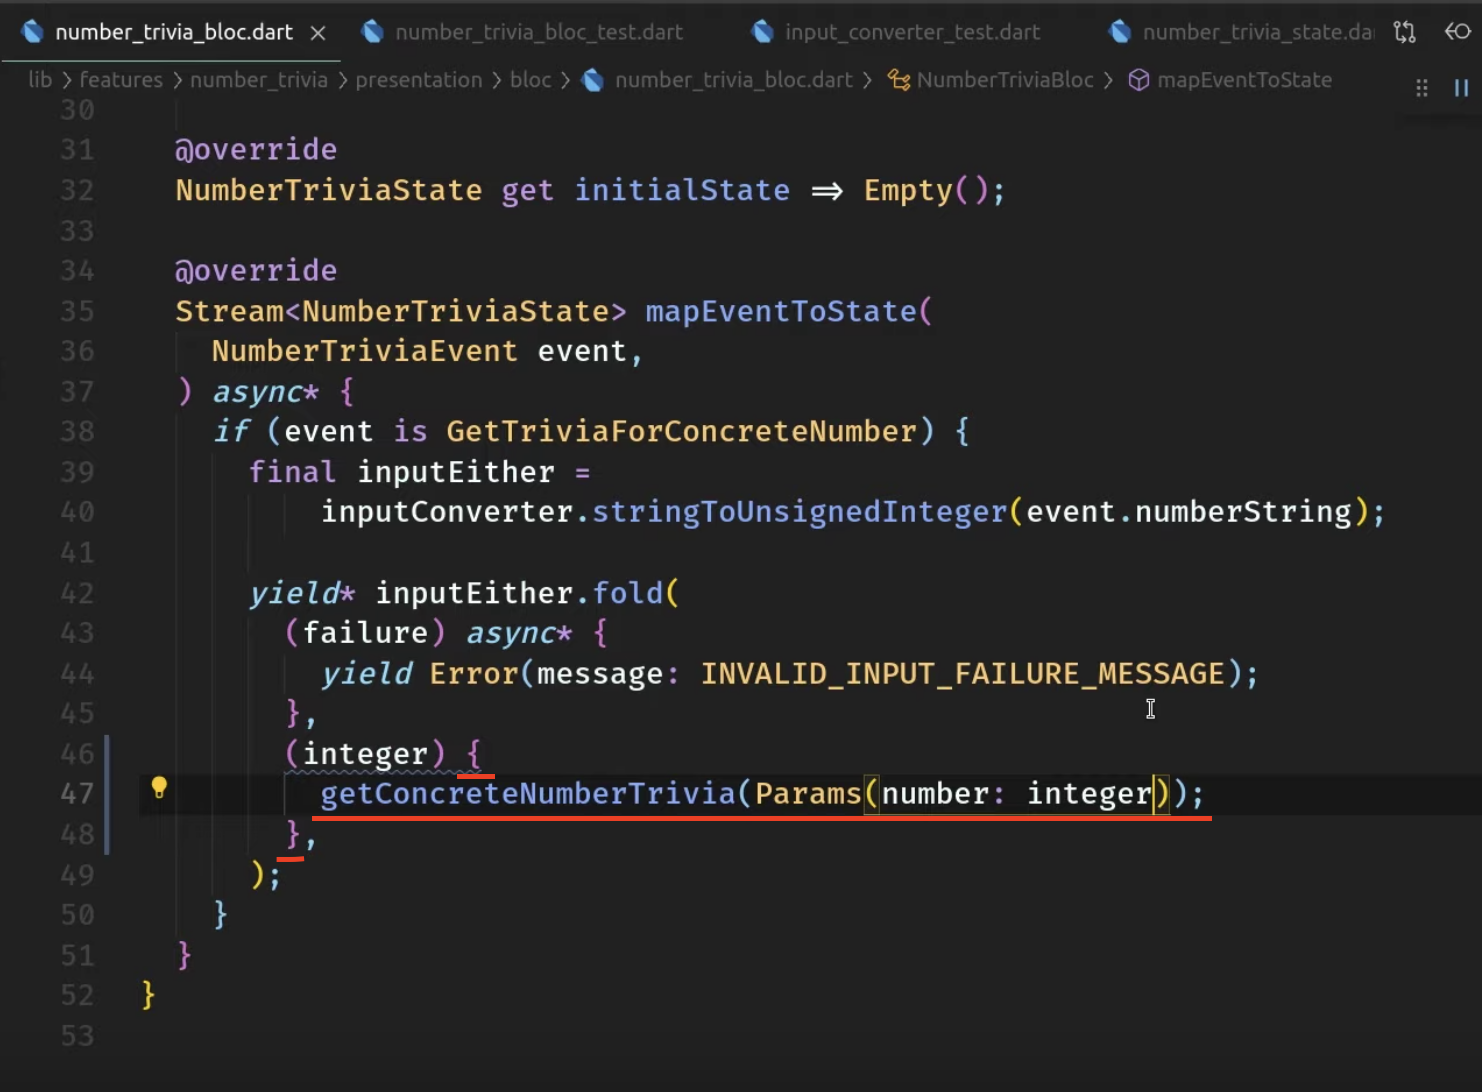 number_trivia_bloc.dart number_trivia_bloc_test.dart input_converter_test.dart number_trivia_state.da
lib > features > number_trivia > presentation > bloc > number_trivia_bloc.dart > NumberTriviaBloc > mapEventToState
30
31 @override
32 NumberTriviaState get initialState => Empty();
33
34 @override
35 Stream<NumberTriviaState> mapEventToState(
36 NumberTriviaEvent event,
37 ) async* {
38 if (event is GetTriviaForConcreteNumber) {
39 final inputEither =
40 inputConverter.stringToUnsignedInteger(event.numberString);
41
42 yield* inputEither.fold(
43 (failure) async* {
44 yield Error(message: INVALID_INPUT_FAILURE_MESSAGE);
45 },
46 (integer) {
47 getConcreteNumberTrivia(Params(number: integer));
48 },
49 );
50 }
51 }
52 }
53